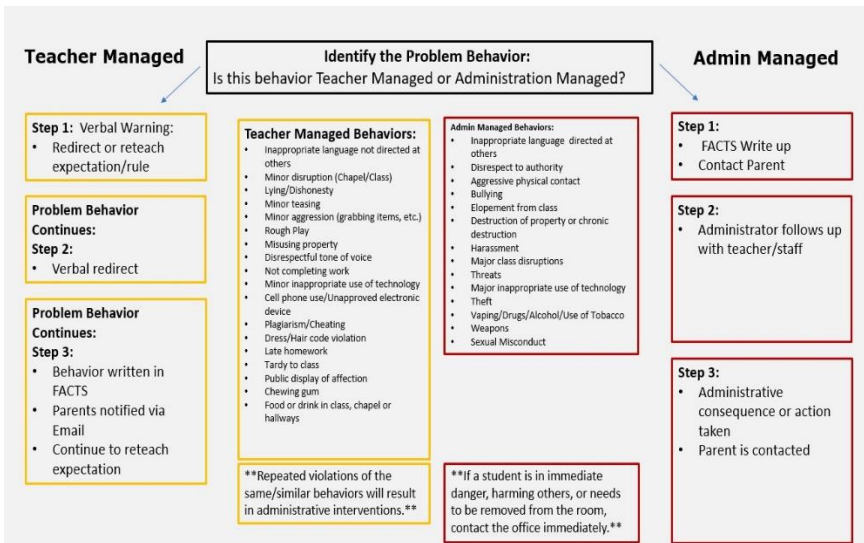 Teacher Managed
Identify the Problem Behavior:
Is this behavior Teacher Managed or Administration Managed?
Admin Managed
Step 1: Verbal Warning:
• Redirect or reteach
expectation/rule
Problem Behavior
Continues:
Step 2:
• Verbal redirect
Problem Behavior
Continues:
Step 3:
• Behavior written in
FACTS
• Parents notified via
Email
• Continue to reteach
expectation
Teacher Managed Behaviors:
• Inappropriate language not directed at
others
• Minor disruption (Chapel/Class)
• Lying/Dishonesty
• Minor teasing
• Minor aggression (grabbing items, etc.)
• Rough Play
• Misusing property
• Disrespectful tone of voice
• Not completing work
• Minor inappropriate use of technology
• Cell phone use/Unapproved electronic
device
• Plagiarism/Cheating
• Dress/Hair code violation
• Late homework
• Tardy to class
• Public display of affection
• Chewing gum
• Food or drink in class, chapel or
hallways
**Repeated violations of the
same/similar behaviors will result
in administrative interventions.**
Admin Managed Behaviors:
• Inappropriate language directed at
others
• Disrespect to authority
• Aggressive physical contact
• Bullying
• Elopement from class
• Destruction of property or chronic
destruction
• Harassment
• Major class disruptions
• Threats
• Major inappropriate use of technology
• Theft
• Vaping/Drugs/Alcohol/Use of Tobacco
• Weapons
• Sexual Misconduct
**If a student is in immediate
danger, harming others, or needs
to be removed from the room,
contact the office immediately.**
Step 1:
• FACTS Write up
• Contact Parent
Step 2:
• Administrator follows up
with teacher/staff
Step 3:
• Administrative
consequence or action
taken
• Parent is contacted